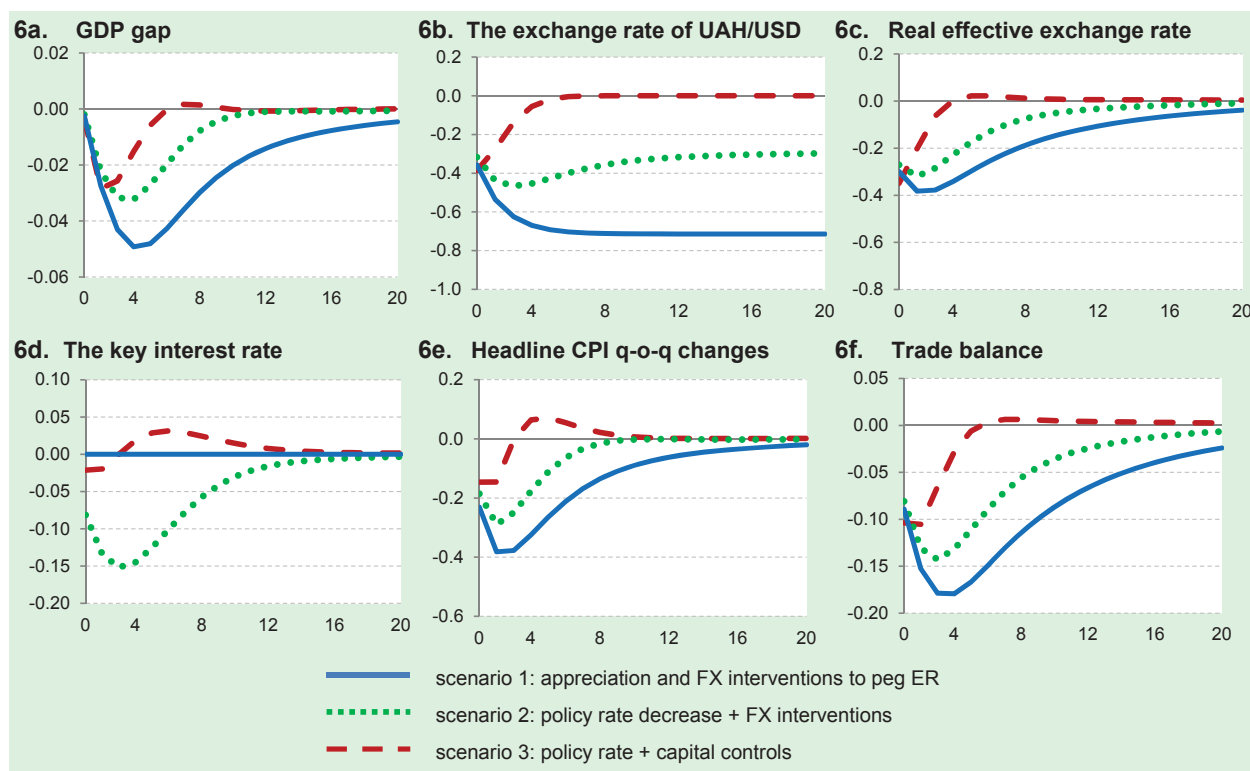 6a. GDP gap
0.02
0.00
-0.02
-0.04
-0.06
0 4 8 12 16 20
6b. The exchange rate of UAH/USD
0.4
0.2
0.0
-0.2
-0.4
-0.6
-0.8
-1.0
0 4 8 12 16 20
6c. Real effective exchange rate
0.2
0.0
-0.2
-0.4
-0.6
-0.8
0 4 8 12 16 20
6d. The key interest rate
0.10
0.05
0.00
-0.05
-0.10
-0.15
-0.20
0 4 8 12 16 20
6e. Headline CPI q-o-q changes
0.2
0.0
-0.2
-0.4
-0.6
0 4 8 12 16 20
6f. Trade balance
0.05
0.00
-0.05
-0.10
-0.15
-0.20
0 4 8 12 16 20
scenario 1: appreciation and FX interventions to peg ER
scenario 2: policy rate decrease + FX interventions
scenario 3: policy rate + capital controls